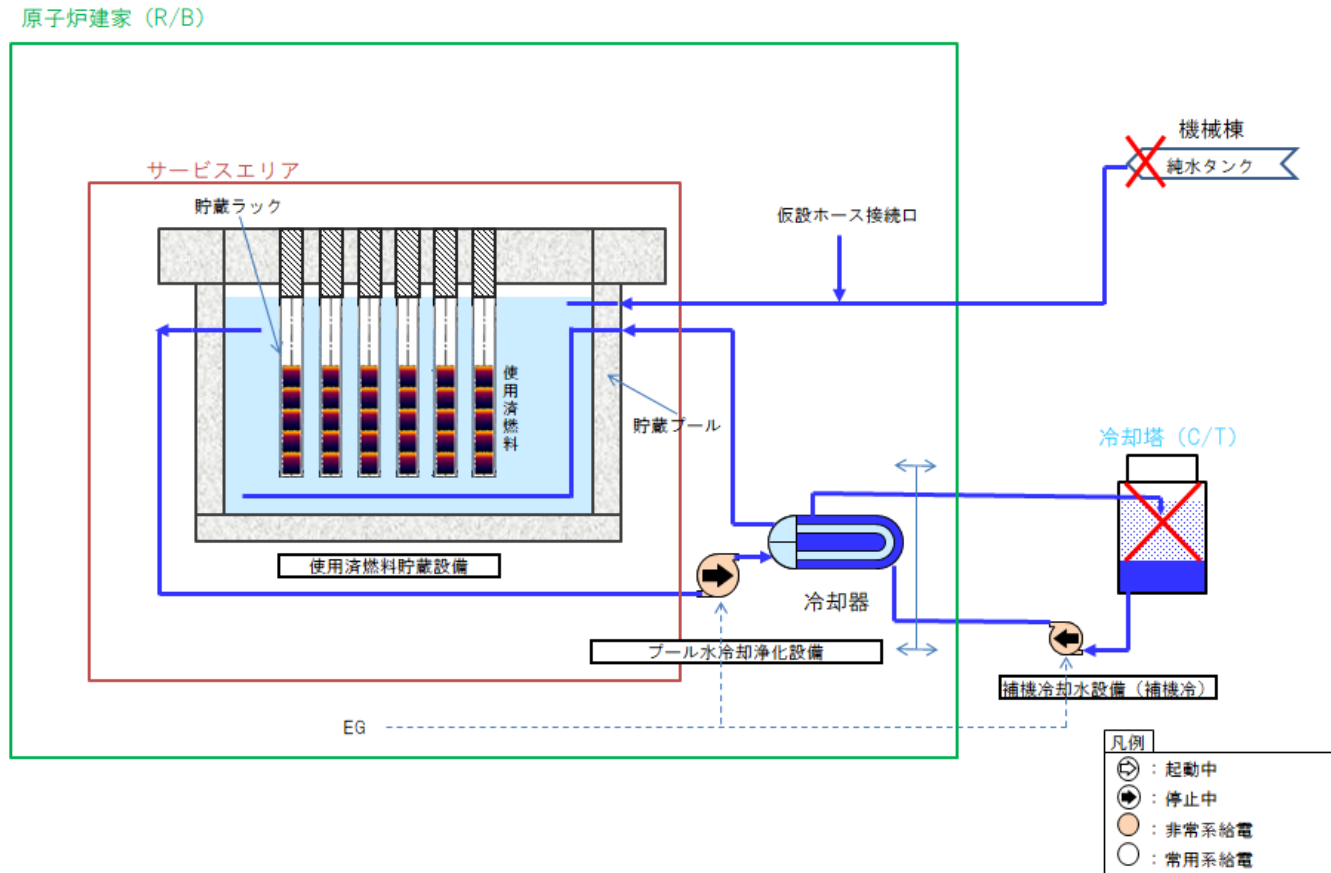 原子炉建家（R/B）
機械棟
純水タンク
サービスエリア
貯蔵ラック
仮設ホース接続口
使用済燃料
貯蔵プール
冷却塔（C/T）
使用済燃料貯蔵設備
冷却器
プール水冷却浄化設備
補機冷却水設備（補機冷）
EG
凡例
：起動中
：停止中
：非常系給電
：常用系給電